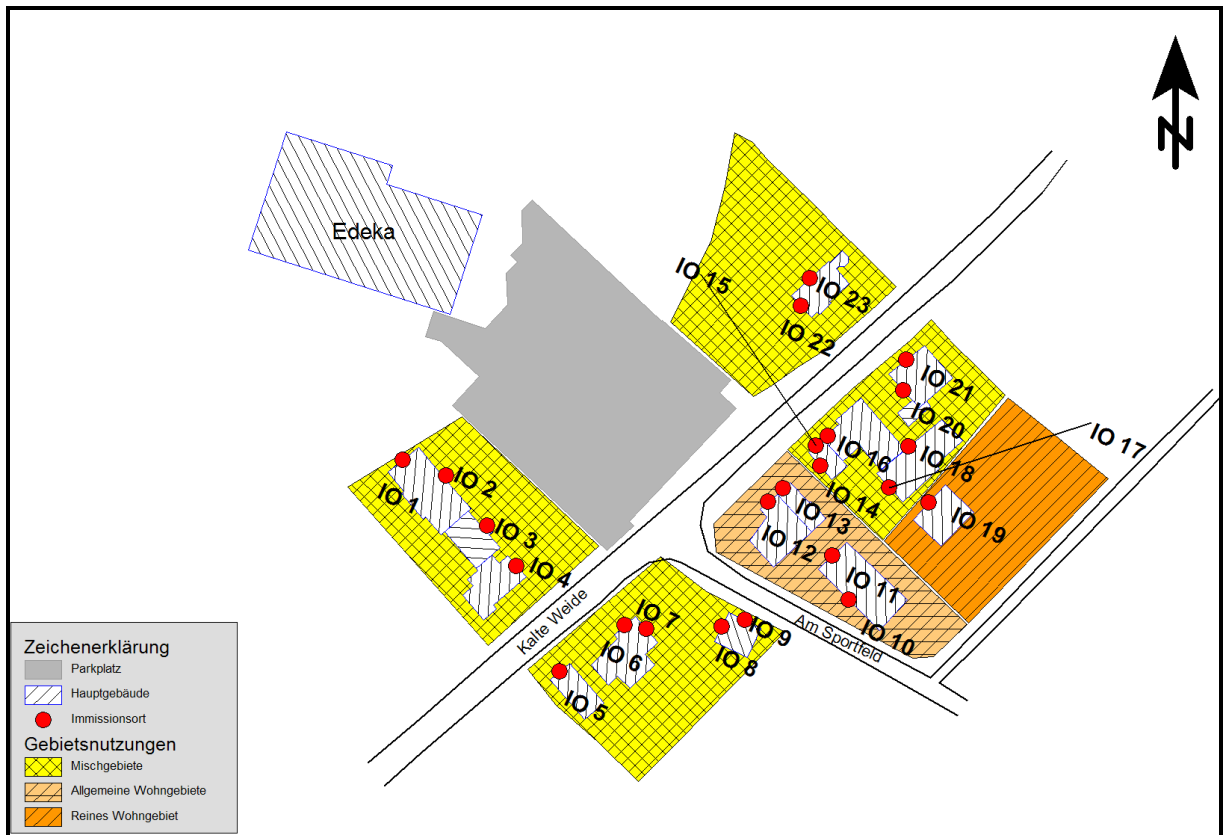 N
Edeka
IO 15
IO 23
IO 22
IO 21
IO 20
IO 17
IO 16
IO 18
IO 14
IO 19
IO 13
IO 12
IO 11
IO 10
IO 1
IO 2
IO 3
IO 4
Kalte Weide
Am Sportfeld
IO 7
IO 9
IO 6
IO 8
IO 5
Zeichenerklärung
Parkplatz
Hauptgebäude
Immissionsort
Gebietsnutzungen
Mischgebiete
Allgemeine Wohngebiete
Reines Wohngebiet